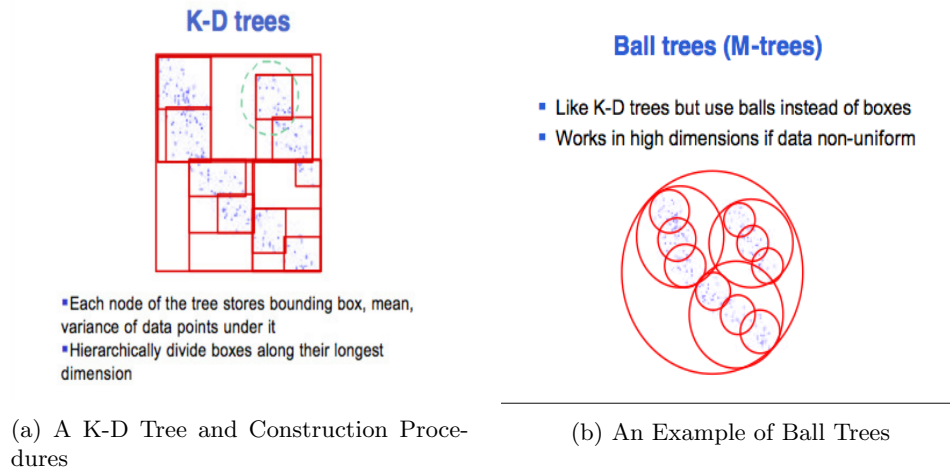 K-D trees
▪Each node of the tree stores bounding box, mean,
variance of data points under it
▪Hierarchically divide boxes along their longest
dimension
(a) A K-D Tree and Construction Proce-
dures
Ball trees (M-trees)
▪ Like K-D trees but use balls instead of boxes
▪ Works in high dimensions if data non-uniform
(b) An Example of Ball Trees